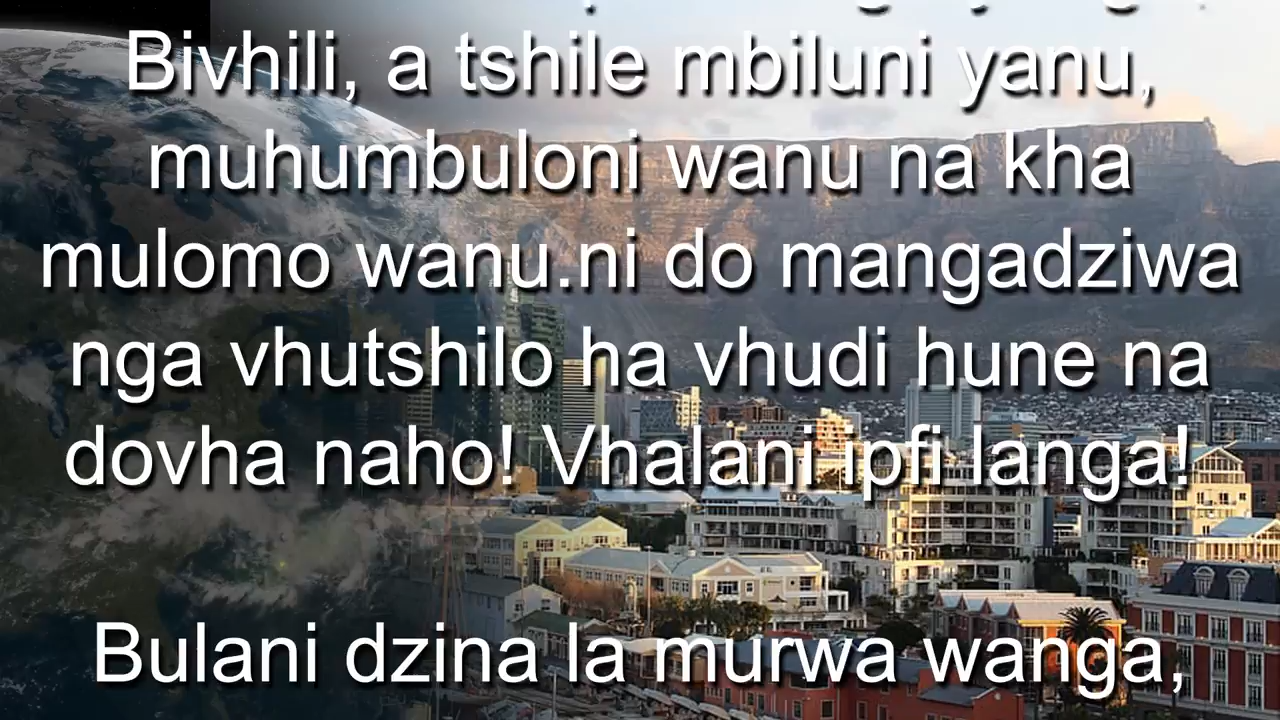 Bivhili, a tshile mbiluni yanu,
muhumbuloni wanu na kha
mulomo wanu.ni do mangadziwa
nga vhutshilo ha vhudi hune na
dovha naho! Vhalani ipfi langa!
Bulani dzina la murwa wanga,